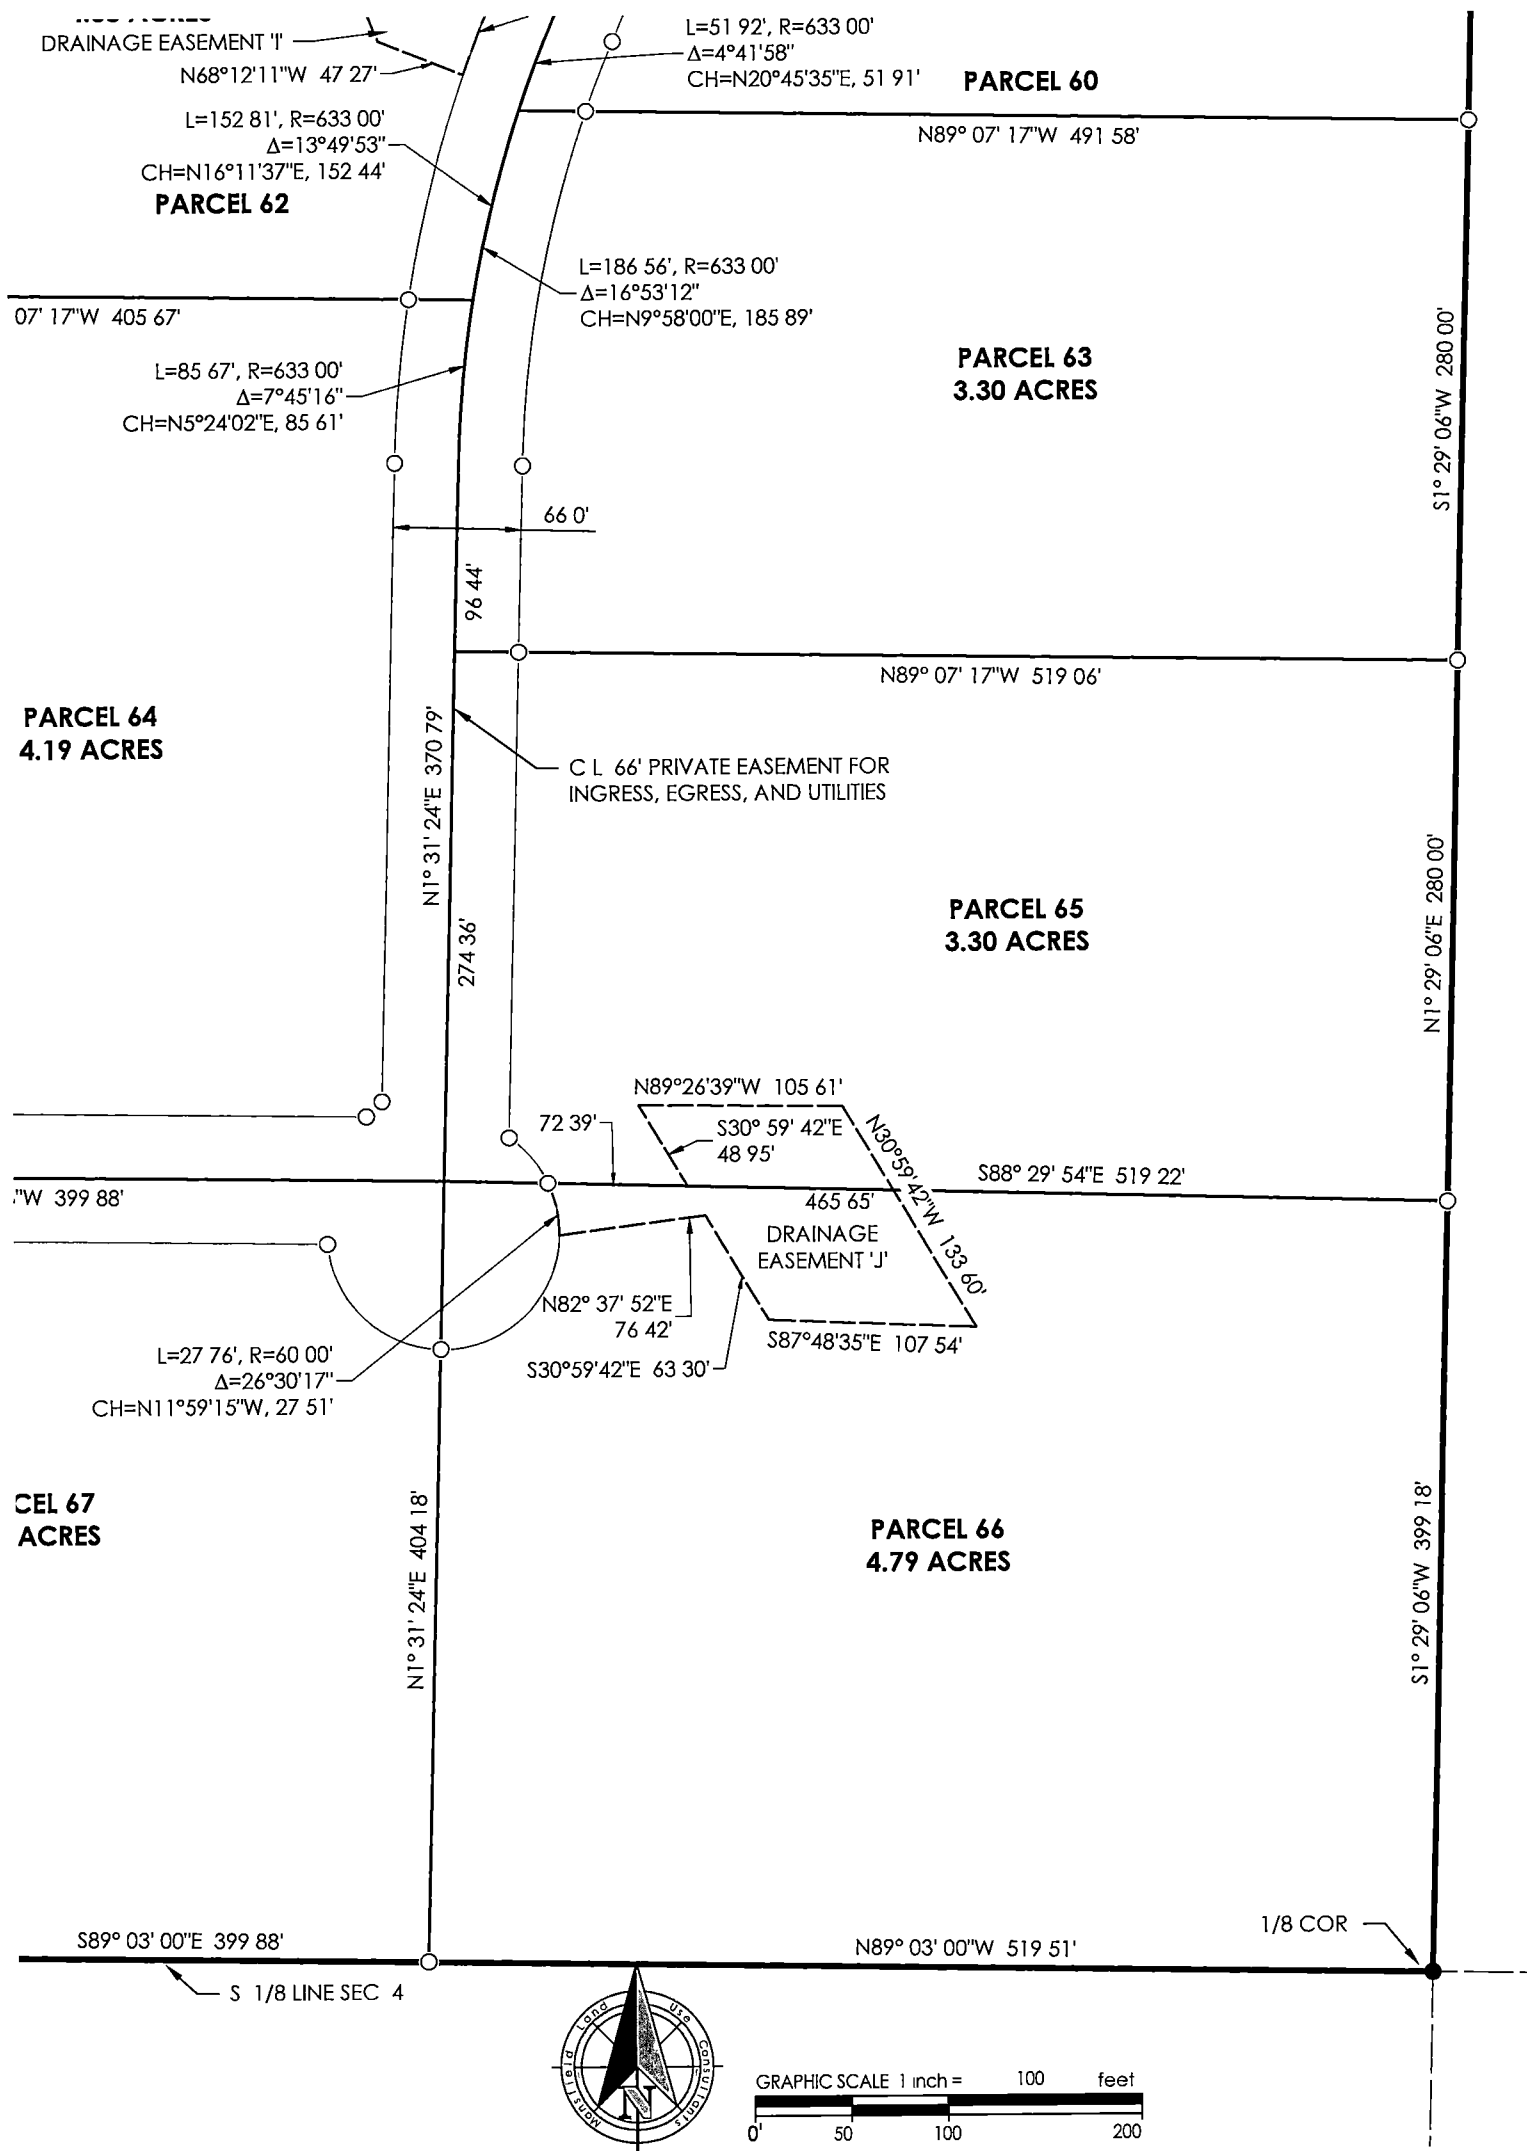 DRAINAGE EASEMENT 'I'
N68°12'11"W 47 27'
L=51 92', R=633 00'
Δ=4°41'58"
CH=N20°45'35"E, 51 91'
PARCEL 60
N89° 07' 17"W 491 58'
L=152 81', R=633 00'
Δ=13°49'53"
CH=N16°11'37"E, 152 44'
PARCEL 62
L=186 56', R=633 00'
Δ=16°53'12"
CH=N9°58'00"E, 185 89'
07' 17"W 405 67'
L=85 67', R=633 00'
Δ=7°45'16"
CH=N5°24'02"E, 85 61'
PARCEL 63
3.30 ACRES
S1° 29' 06"W 280 00'
66 0'
96 44'
N89° 07' 17"W 519 06'
PARCEL 64
4.19 ACRES
N1° 31' 24"E 370 79'
C L 66' PRIVATE EASEMENT FOR
INGRESS, EGRESS, AND UTILITIES
274 36'
PARCEL 65
3.30 ACRES
N1° 29' 06"E 280 00'
N89°26'39"W 105 61'
72 39'
S30° 59' 42"E
48 95'
N30°59'42"W 133 60'
S88° 29' 54"E 519 22'
"W 399 88'
465 65'
DRAINAGE
EASEMENT 'J'
N82° 37' 52"E
76 42'
S87°48'35"E 107 54'
S30°59'42"E 63 30'
L=27 76', R=60 00'
Δ=26°30'17"
CH=N11°59'15"W, 27 51'
CEL 67
ACRES
N1° 31' 24"E 404 18'
PARCEL 66
4.79 ACRES
S1° 29' 06"W 399 18'
1/8 COR
S89° 03' 00"E 399 88'
N89° 03' 00"W 519 51'
S 1/8 LINE SEC 4
Mansfield Land Use Consultants
N
GRAPHIC SCALE 1 inch = 100 feet
0' 50 100 200